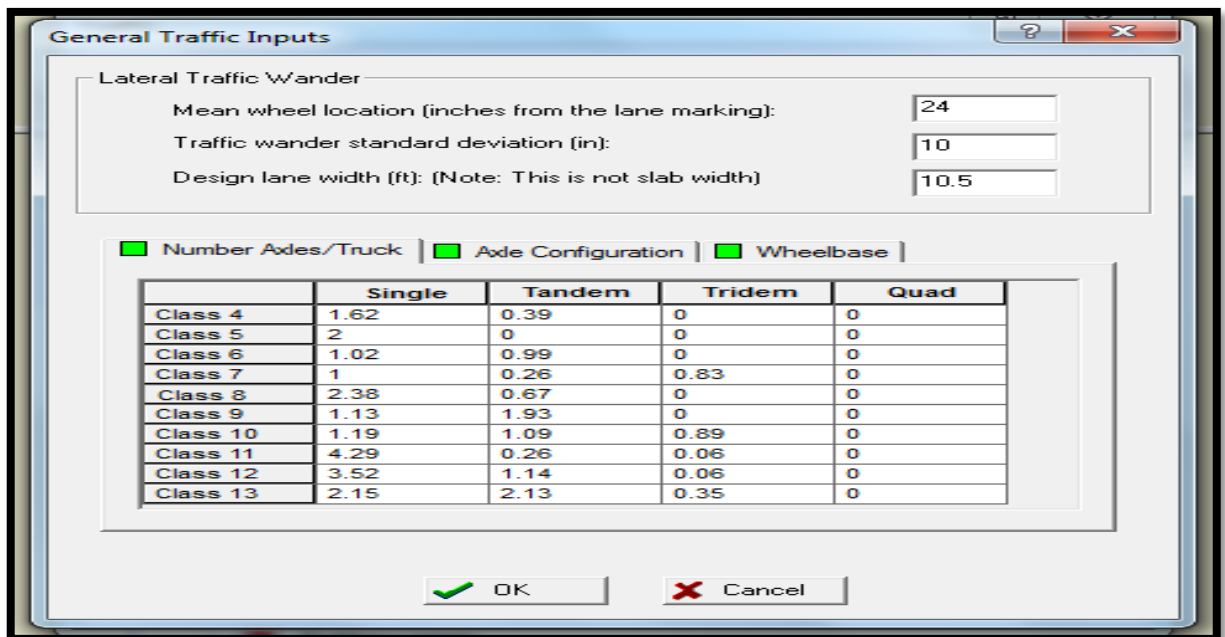 General Traffic Inputs
Lateral Traffic Wander
Mean wheel location (inches from the lane marking): 24
Traffic wander standard deviation (in): 10
Design lane width (ft): (Note: This is not slab width) 10.5
Number Axles/Truck Axle Configuration Wheelbase
Single Tandem Tridem Quad
Class 4 1.62 0.39 0 0
Class 5 2 0 0 0
Class 6 1.02 0.99 0 0
Class 7 1 0.26 0.83 0
Class 8 2.38 0.67 0 0
Class 9 1.13 1.93 0 0
Class 10 1.19 1.09 0.89 0
Class 11 4.29 0.26 0.06 0
Class 12 3.52 1.14 0.06 0
Class 13 2.15 2.13 0.35 0
OK Cancel